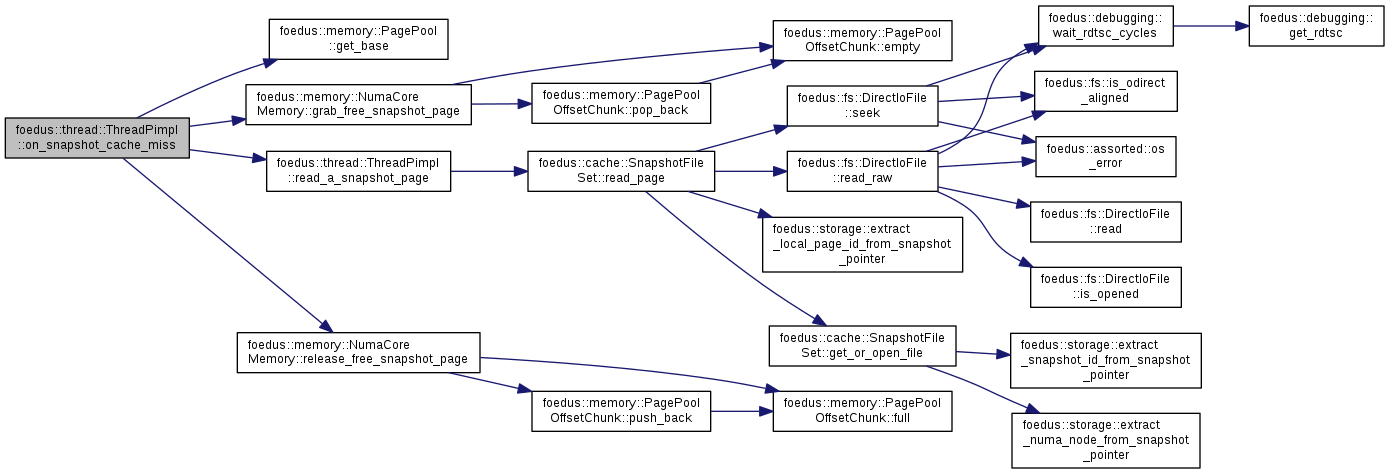 foedus::thread::ThreadPimpl
::on_snapshot_cache_miss
foedus::memory::PagePool
::get_base
foedus::memory::NumaCore
Memory::grab_free_snapshot_page
foedus::thread::ThreadPimpl
::read_a_snapshot_page
foedus::memory::NumaCore
Memory::release_free_snapshot_page
foedus::memory::PagePool
OffsetChunk::empty
foedus::memory::PagePool
OffsetChunk::pop_back
foedus::cache::SnapshotFile
Set::read_page
foedus::memory::PagePool
OffsetChunk::push_back
foedus::fs::DirectIoFile
::seek
foedus::fs::DirectIoFile
::read_raw
foedus::storage::extract
_local_page_id_from_snapshot
_pointer
foedus::cache::SnapshotFile
Set::get_or_open_file
foedus::memory::PagePool
OffsetChunk::full
foedus::debugging::
wait_rdtsc_cycles
foedus::debugging::
get_rdtsc
foedus::fs::is_odirect
_aligned
foedus::assorted::os
_error
foedus::fs::DirectIoFile
::read
foedus::fs::DirectIoFile
::is_opened
foedus::storage::extract
_snapshot_id_from_snapshot
_pointer
foedus::storage::extract
_numa_node_from_snapshot
_pointer